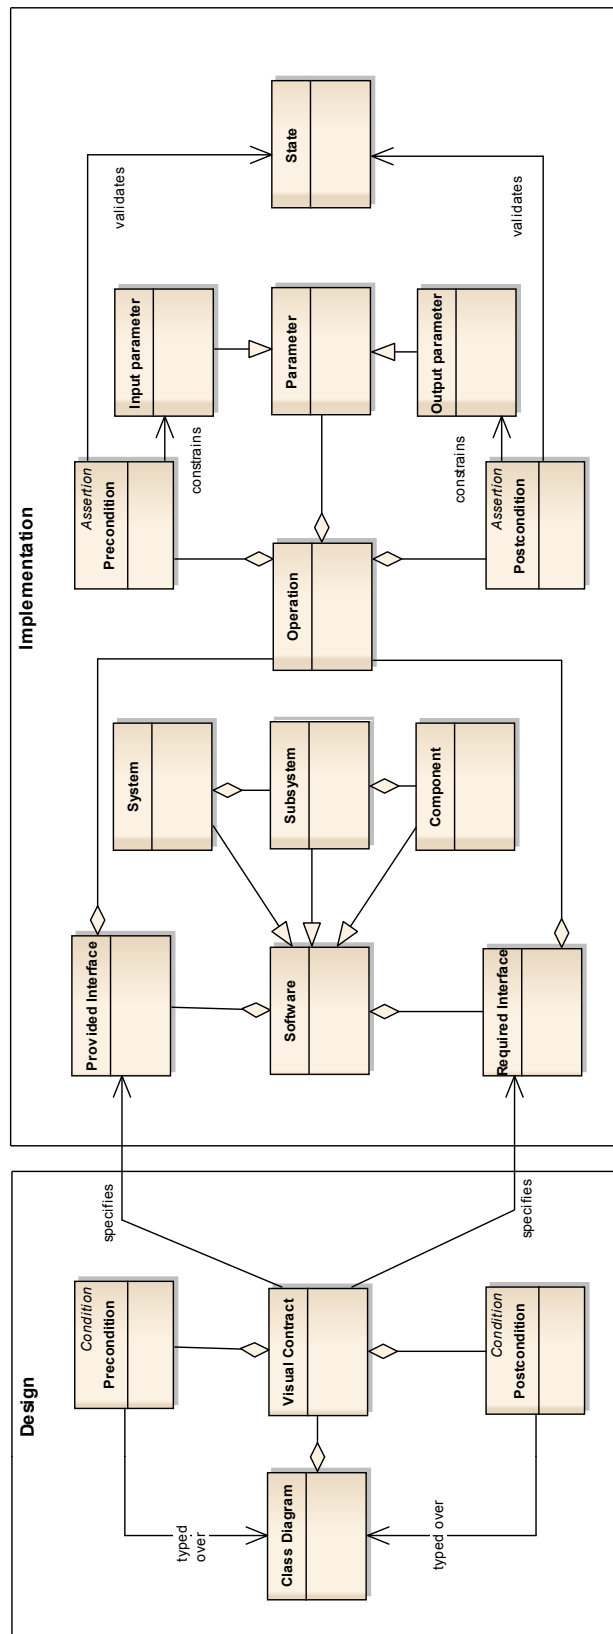 Design
Condition
Precondition
typed
over
Class Diagram
Visual Contract
typed over
Condition
Postcondition
specifies
specifies
Implementation
Provided Interface
Software
Required Interface
System
Subsystem
Component
Operation
Assertion
Precondition
constrains
validates
Input parameter
Parameter
Output parameter
State
Assertion
Postcondition
constrains
validates